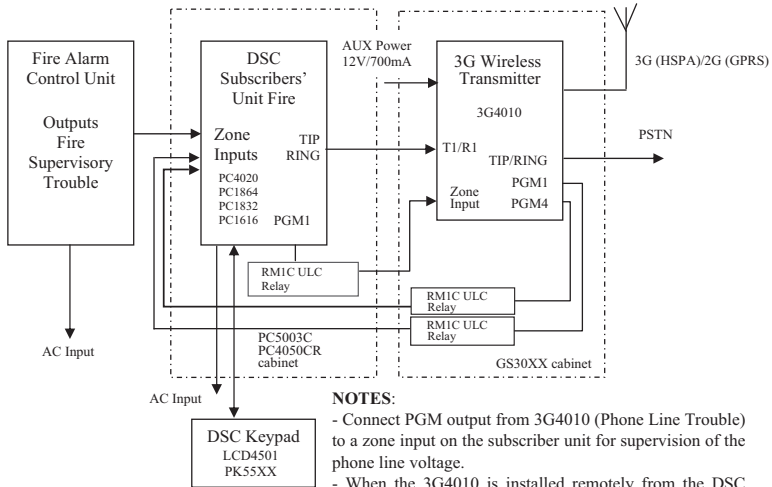 Fire Alarm
Control Unit
Outputs
Fire
Supervisory
Trouble
AC Input
DSC
Subscribers'
Unit Fire
Zone
Inputs
PC4020
PC1864
PC1832
PC1616
TIP
RING
PGM1
RM1C ULC
Relay
AUX Power
12V/700mA
3G Wireless
Transmitter
3G4010
T1/R1
TIP/RING
PGM1
Zone
Input
PGM4
3G (HSPA)/2G (GPRS)
PSTN
RM1C ULC
Relay
RM1C ULC
Relay
PC5003C
PC4050CR
cabinet
GS30XX cabinet
AC Input
DSC Keypad
LCD4501
PK55XX
NOTES:
- Connect PGM output from 3G4010 (Phone Line Trouble)
to a zone input on the subscriber unit for supervision of the
phone line voltage.
- When the 3G4010 is installed remotely from the DSC